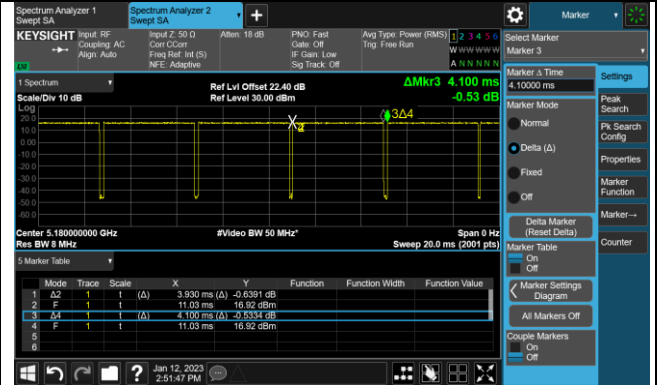 Spectrum Analyzer 1
Swept SA
Spectrum Analyzer 2
Swept SA
+
Marker
KEYSIGHT
Input: RF
Coupling: AC
Align: Auto
Input Z: 50 Ω
Corr CCorr
Freq Ref: Int (S)
NFE: Adaptive
Atten: 18 dB
PNO: Fast
Gate: Off
IF Gain: Low
Sig Track: Off
Avg Type: Power (RMS)
Trig: Free Run
1 2 3 4 5 6
W W W W W W
A N N N N N
LXI
Select Marker
Marker 3
1 Spectrum
Scale/Div 10 dB
Ref Lvl Offset 22.40 dB
Ref Level 30.00 dBm
ΔMkr3 4.100 ms
-0.53 dB
Log
20.0
10.0
0.00
-10.0
-20.0
-30.0
-40.0
-50.0
-60.0
3Δ4
Center 5.180000000 GHz
Res BW 8 MHz
#Video BW 50 MHz*
Span 0 Hz
Sweep 20.0 ms (2001 pts)
5 Marker Table
Mode Trace Scale X Y Function Function Width Function Value
1 Δ2 1 t (Δ) 3.930 ms (Δ) -0.6391 dB
2 F 1 t 11.03 ms 16.92 dBm
3 Δ4 1 t (Δ) 4.100 ms (Δ) -0.5334 dB
4 F 1 t 11.03 ms 16.92 dBm
5
6
Marker Δ Time
4.10000 ms
Marker Mode
Normal
Delta (Δ)
Fixed
Off
Delta Marker
(Reset Delta)
Marker Table
On
Off
Marker Settings
Diagram
All Markers Off
Couple Markers
On
Off
Settings
Peak
Search
Pk Search
Config
Properties
Marker
Function
Marker→
Counter
?
Jan 12, 2023
2:51:47 PM